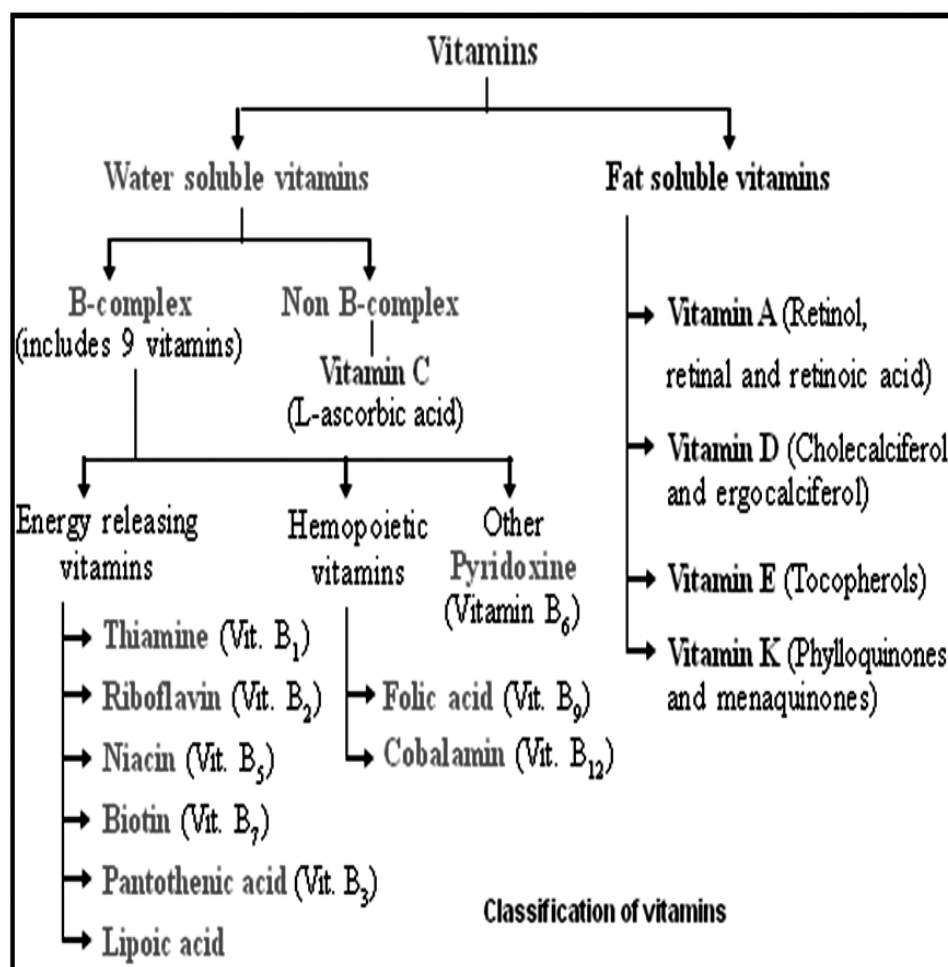 Vitamins
Water soluble vitamins
Fat soluble vitamins
B-complex
(includes 9 vitamins)
Non B-complex
Vitamin C
(L-ascorbic acid)
Energy releasing
vitamins
Thiamine (Vit. B₁)
Riboflavin (Vit. B₂)
Niacin (Vit. B₅)
Biotin (Vit. B₇)
Pantothenic acid (Vit. B₃)
Lipoic acid
Hemopoietic
vitamins
Folic acid (Vit. B₉)
Cobalamin (Vit. B₁₂)
Other
Pyridoxine
(Vitamin B₆)
Vitamin A (Retinol,
retinal and retinoic acid)
Vitamin D (Cholecalciferol
and ergocalciferol)
Vitamin E (Tocopherols)
Vitamin K (Phylloquinones
and menaquinones)
Classification of vitamins